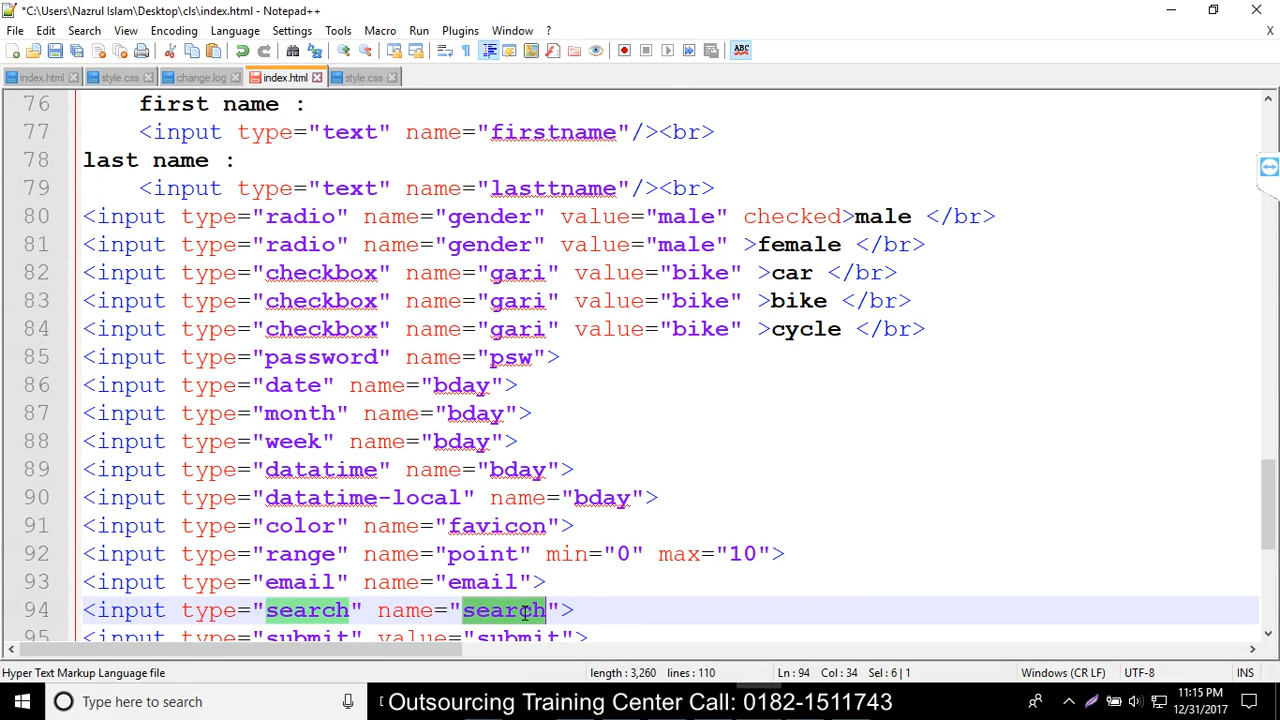 *C:\Users\Nazrul Islam\Desktop\cls\index.html - Notepad++
File Edit Search View Encoding Language Settings Tools Macro Run Plugins Window ? X
ABC
index.html style.css change.log index.html style.css
76 first name :
77 <input type="text" name="firstname"/><br>
78 last name :
79 <input type="text" name="lasttname"/><br>
80 <input type="radio" name="gender" value="male" checked>male </br>
81 <input type="radio" name="gender" value="male" >female </br>
82 <input type="checkbox" name="gari" value="bike" >car </br>
83 <input type="checkbox" name="gari" value="bike" >bike </br>
84 <input type="checkbox" name="gari" value="bike" >cycle </br>
85 <input type="password" name="psw">
86 <input type="date" name="bday">
87 <input type="month" name="bday">
88 <input type="week" name="bday">
89 <input type="datatime" name="bday">
90 <input type="datatime-local" name="bday">
91 <input type="color" name="favicon">
92 <input type="range" name="point" min="0" max="10">
93 <input type="email" name="email">
94 <input type="search" name="search">
95 <input type="submit" value="submit">
Hyper Text Markup Language file length : 3,260 lines : 110 Ln : 94 Col : 34 Sel : 6 | 1 Windows (CR LF) UTF-8 INS
Type here to search Outsourcing Training Center Call: 0182-1511743 11:15 PM
12/31/2017